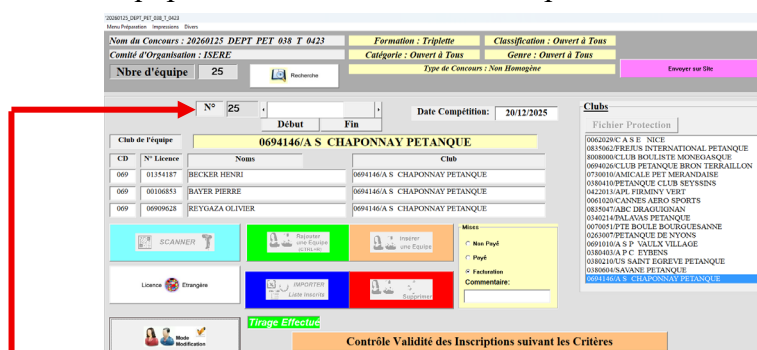 20260125_DEPT_PET_038_T_0423
Menu Préparation Impressions Divers
Nom du Concours : 20260125 DEPT PET 038 T 0423
Formation : Triplette
Classification : Ouvert à Tous
Comité d'Organisation : ISERE
Catégorie : Ouvert à Tous
Genre : Ouvert à Tous
Nbre d'équipe 25
Recherche
Type de Concours : Non Homogène
Envoyer sur Site
N° 25
Début Fin
Date Compétition: 20/12/2025
Clubs
Fichier Protection
Club de l'équipe
0694146/A S CHAPONNAY PETANQUE
CD N° Licence Noms Club
069 01354187 BECKER HENRI 0694146/A S CHAPONNAY PETANQUE
069 00106853 BAYER PIERRE 0694146/A S CHAPONNAY PETANQUE
069 06909628 REYGAZA OLIVIER 0694146/A S CHAPONNAY PETANQUE
0062029/C A S E NICE
0835062/FREJUS INTERNATIONAL PETANQUE
8008000/CLUB BOULISTE MONEGASQUE
0694026/CLUB PETANQUE BRON TERRAILLON
0730010/AMICALE PET MERANDAISE
0380410/PETANQUE CLUB SEYSSINS
0422013/APL FIRMINY VERT
0061020/CANNES AERO SPORTS
0835047/ABC DRAGUIGNAN
0340214/PALAVAS PETANQUE
0070051/PTE BOULE BOURGUESANNE
0263007/PETANQUE DE NYONS
0691010/A S P VAULX VILLAGE
0380403/A P C EYBENS
0380210/US SAINT EGREVE PETANQUE
0380604/SAVANE PETANQUE
0694146/A S CHAPONNAY PETANQUE
SCANNER
Rajouter
une Equipe
(CTRL+R)
Inserer
une Equipe
Mises
Non Payé
Payé
Facturation
Commentaire:
Licence Etrangère
IMPORTER
Liste Inscrits
Supprimer
Mode
Modification
Tirage Effectué
Contrôle Validité des Inscriptions suivant les Critères